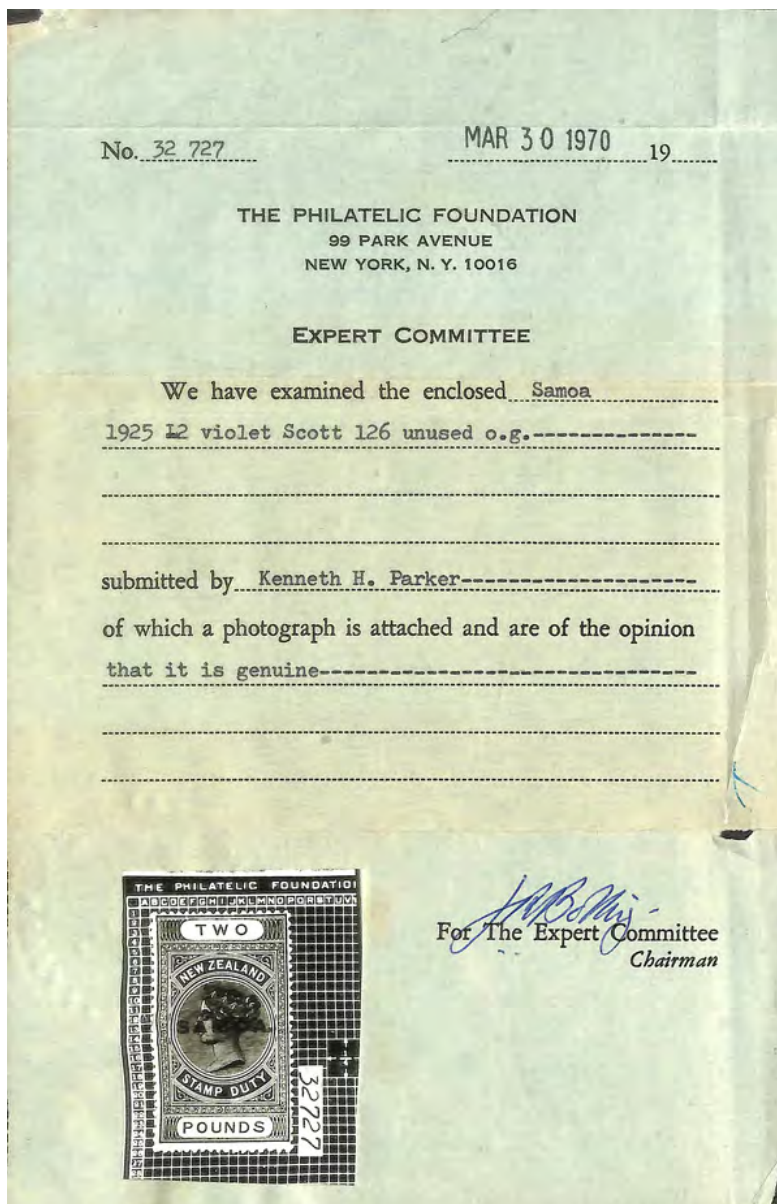 No. 32 727
MAR 30 1970 19
THE PHILATELIC FOUNDATION
99 PARK AVENUE
NEW YORK, N. Y. 10016
EXPERT COMMITTEE
We have examined the enclosed Samoa
1925 £2 violet Scott 126 unused o.g.
submitted by Kenneth H. Parker
of which a photograph is attached and are of the opinion
that it is genuine
THE PHILATELIC FOUNDATIO
ABCDEFGHIJKLMNOPQRSTUV
TWO
NEW ZEALAND
SAMOA.
STAMP DUTY
POUNDS
32727
For The Expert Committee
Chairman